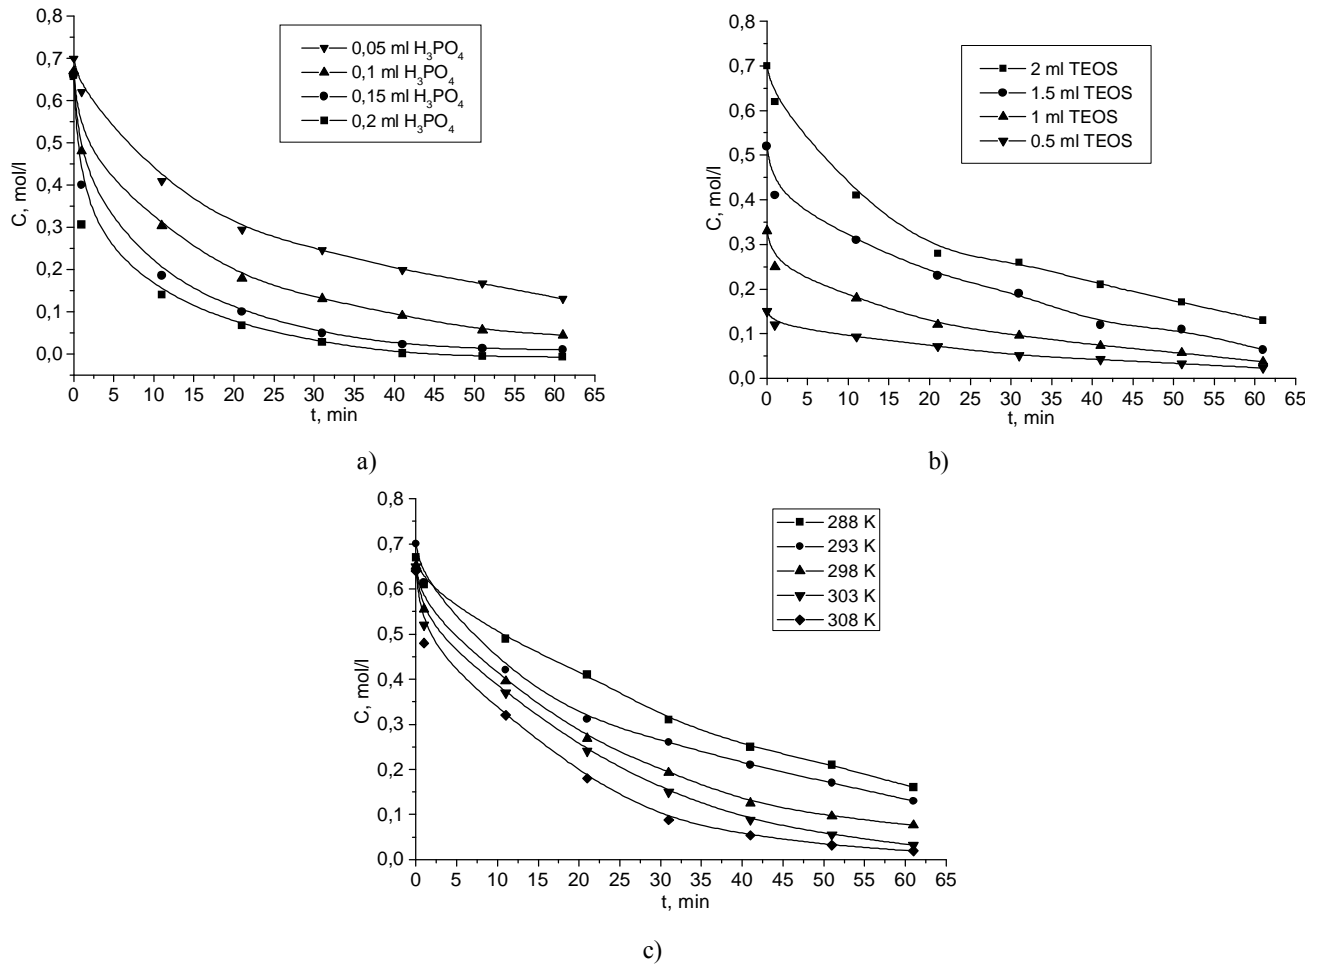 0,8
0,7
0,6
0,5
0,4
0,3
0,2
0,1
0,0
C, mol/l
0 5 10 15 20 25 30 35 40 45 50 55 60 65
t, min
0,05 ml H₃PO₄
0,1 ml H₃PO₄
0,15 ml H₃PO₄
0,2 ml H₃PO₄
a)
0,8
0,7
0,6
0,5
0,4
0,3
0,2
0,1
0,0
C, mol/l
0 5 10 15 20 25 30 35 40 45 50 55 60 65
t, min
2 ml TEOS
1.5 ml TEOS
1 ml TEOS
0.5 ml TEOS
b)
0,8
0,7
0,6
0,5
0,4
0,3
0,2
0,1
0,0
C, mol/l
0 5 10 15 20 25 30 35 40 45 50 55 60 65
t, min
288 K
293 K
298 K
303 K
308 K
c)